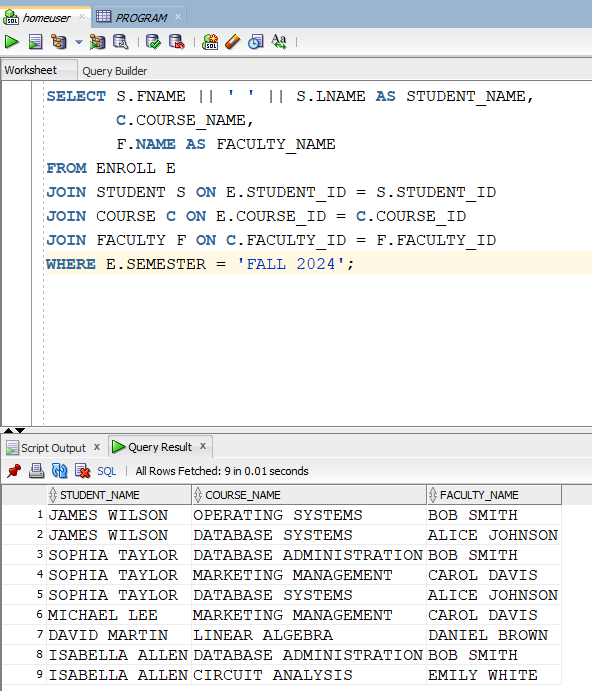 homeuser × PROGRAM ×
SQL Aa
Worksheet Query Builder
SELECT S.FNAME || ' ' || S.LNAME AS STUDENT_NAME,
C.COURSE_NAME,
F.NAME AS FACULTY_NAME
FROM ENROLL E
JOIN STUDENT S ON E.STUDENT_ID = S.STUDENT_ID
JOIN COURSE C ON E.COURSE_ID = C.COURSE_ID
JOIN FACULTY F ON C.FACULTY_ID = F.FACULTY_ID
WHERE E.SEMESTER = 'FALL 2024';
Script Output × Query Result ×
SQL | All Rows Fetched: 9 in 0.01 seconds
STUDENT_NAME COURSE_NAME FACULTY_NAME
1 JAMES WILSON OPERATING SYSTEMS BOB SMITH
2 JAMES WILSON DATABASE SYSTEMS ALICE JOHNSON
3 SOPHIA TAYLOR DATABASE ADMINISTRATION BOB SMITH
4 SOPHIA TAYLOR MARKETING MANAGEMENT CAROL DAVIS
5 SOPHIA TAYLOR DATABASE SYSTEMS ALICE JOHNSON
6 MICHAEL LEE MARKETING MANAGEMENT CAROL DAVIS
7 DAVID MARTIN LINEAR ALGEBRA DANIEL BROWN
8 ISABELLA ALLEN DATABASE ADMINISTRATION BOB SMITH
9 ISABELLA ALLEN CIRCUIT ANALYSIS EMILY WHITE